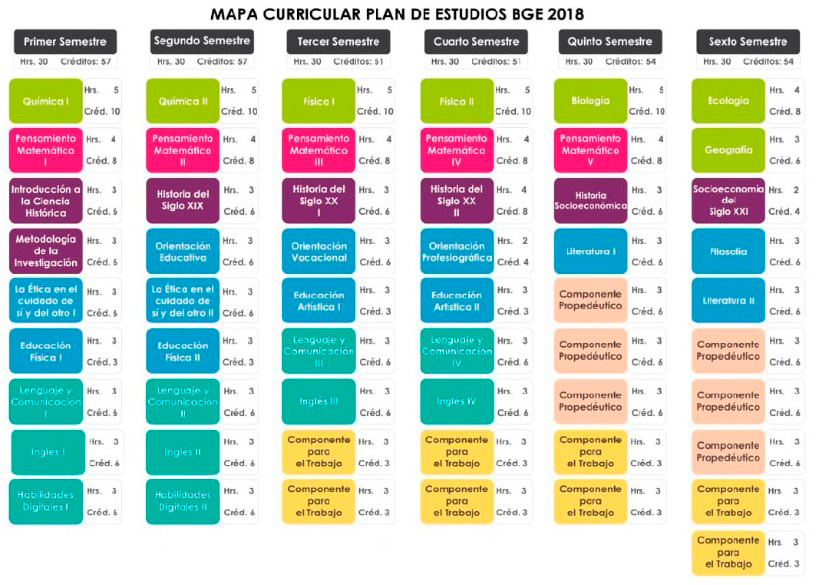 MAPA CURRICULAR PLAN DE ESTUDIOS BGE 2018
Primer Semestre
Hrs. 30 Créditos: 57
Química I
Hrs. 5
Créd. 10
Pensamiento
Matemático
I
Hrs. 4
Créd. 8
Introducción a
la Ciencia
Histórica
Hrs. 3
Créd. 6
Metodología
de la
Investigación
Hrs. 3
Créd. 6
La Ética en el
cuidado de
sí y del otro I
Hrs. 3
Créd. 6
Educación
Física I
Hrs. 3
Créd. 3
Lenguaje y
Comunicación
I
Hrs. 3
Créd. 6
Inglés I
Hrs. 3
Créd. 6
Habilidades
Digitales I
Hrs. 3
Créd. 6
Segundo Semestre
Hrs. 30 Créditos: 57
Química II
Hrs. 5
Créd. 10
Pensamiento
Matemático
II
Hrs. 4
Créd. 8
Historia del
Siglo XIX
Hrs. 3
Créd. 6
Orientación
Educativa
Hrs. 3
Créd. 6
La Ética en el
cuidado de
sí y del otro II
Hrs. 3
Créd. 6
Educación
Física II
Hrs. 3
Créd. 3
Lenguaje y
Comunicación
II
Hrs. 3
Créd. 6
Inglés II
Hrs. 3
Créd. 6
Habilidades
Digitales II
Hrs. 3
Créd. 6
Tercer Semestre
Hrs. 30 Créditos: 51
Física I
Hrs. 5
Créd. 10
Pensamiento
Matemático
III
Hrs. 4
Créd. 8
Historia del
Siglo XX
I
Hrs. 3
Créd. 6
Orientación
Vocacional
Hrs. 3
Créd. 6
Educación
Artística I
Hrs. 3
Créd. 3
Lenguaje y
Comunicación
III
Hrs. 3
Créd. 6
Inglés III
Hrs. 3
Créd. 6
Componente
para
el Trabajo
Hrs. 3
Créd. 3
Componente
para
el Trabajo
Hrs. 3
Créd. 3
Cuarto Semestre
Hrs. 30 Créditos: 51
Física II
Hrs. 5
Créd. 10
Pensamiento
Matemático
IV
Hrs. 4
Créd. 8
Historia del
Siglo XX
II
Hrs. 4
Créd. 8
Orientación
Profesiográfica
Hrs. 2
Créd. 4
Educación
Artística II
Hrs. 3
Créd. 3
Lenguaje y
Comunicación
IV
Hrs. 3
Créd. 6
Inglés IV
Hrs. 3
Créd. 6
Componente
para
el Trabajo
Hrs. 3
Créd. 3
Componente
para
el Trabajo
Hrs. 3
Créd. 3
Quinto Semestre
Hrs. 30 Créditos: 54
Biología
Hrs. 5
Créd. 10
Pensamiento
Matemático
V
Hrs. 4
Créd. 8
Historia
Socioeconómica
Hrs. 3
Créd. 6
Literatura I
Hrs. 3
Créd. 6
Componente
Propedéutico
Hrs. 3
Créd. 6
Componente
Propedéutico
Hrs. 3
Créd. 6
Componente
Propedéutico
Hrs. 3
Créd. 6
Componente
para
el Trabajo
Hrs. 3
Créd. 3
Componente
para
el Trabajo
Hrs. 3
Créd. 3
Sexto Semestre
Hrs. 30 Créditos: 54
Ecología
Hrs. 4
Créd. 8
Geografía
Hrs. 3
Créd. 6
Socioeconomía
del
Siglo XXI
Hrs. 2
Créd. 4
Filosofía
Hrs. 3
Créd. 6
Literatura II
Hrs. 3
Créd. 6
Componente
Propedéutico
Hrs. 3
Créd. 6
Componente
Propedéutico
Hrs. 3
Créd. 6
Componente
Propedéutico
Hrs. 3
Créd. 6
Componente
para
el Trabajo
Hrs. 3
Créd. 3
Componente
para
el Trabajo
Hrs. 3
Créd. 3